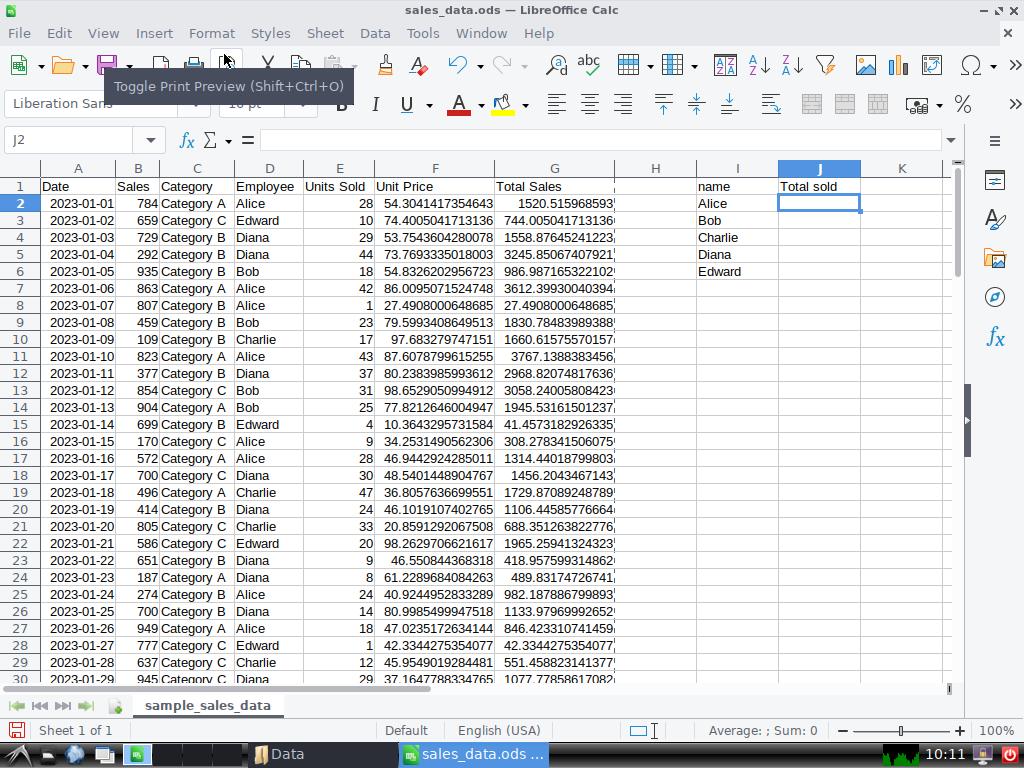 sales_data.ods — LibreOffice Calc
File Edit View Insert Format Styles Sheet Data Tools Window Help
Toggle Print Preview (Shift+Ctrl+O)
Liberation Sans
J2
A B C D E F G H I J K
1 Date Sales Category Employee Units Sold Unit Price Total Sales name Total sold
2 2023-01-01 784 Category A Alice 28 54.3041417354643 1520.515968593 Alice
3 2023-01-02 659 Category C Edward 10 74.4005041713136 744.0050417131360 Bob
4 2023-01-03 729 Category B Diana 29 53.7543604280078 1558.87645241223 Charlie
5 2023-01-04 292 Category B Diana 44 73.7693335018003 3245.85067407921 Diana
6 2023-01-05 935 Category B Bob 18 54.8326202956723 986.987165322102 Edward
7 2023-01-06 863 Category A Alice 42 86.0095071524748 3612.39930040394
8 2023-01-07 807 Category B Alice 1 27.4908000648685 27.4908000648685
9 2023-01-08 459 Category B Bob 23 79.5993408649513 1830.78483989388
10 2023-01-09 109 Category B Charlie 17 97.683279747151 1660.61575570157
11 2023-01-10 823 Category A Alice 43 87.6078799615255 3767.1388383456
12 2023-01-11 377 Category B Diana 37 80.2383985993612 2968.82074817636
13 2023-01-12 854 Category C Bob 31 98.6529050994912 3058.24005808423
14 2023-01-13 904 Category A Bob 25 77.8212646004947 1945.53161501237
15 2023-01-14 699 Category B Edward 4 10.3643295731584 41.4573182926335
16 2023-01-15 170 Category C Alice 9 34.2531490562306 308.278341506075
17 2023-01-16 572 Category A Alice 28 46.9442924285011 1314.44018799803
18 2023-01-17 700 Category C Diana 30 48.5401448904767 1456.2043467143
19 2023-01-18 496 Category A Charlie 47 36.8057636699551 1729.87089248789
20 2023-01-19 414 Category B Diana 24 46.1019107402765 1106.44585776664
21 2023-01-20 805 Category C Charlie 33 20.8591292067508 688.351263822776
22 2023-01-21 586 Category C Edward 20 98.2629706621617 1965.25941324323
23 2023-01-22 651 Category B Diana 9 46.550844368318 418.957599314862
24 2023-01-23 187 Category A Diana 8 61.2289684084263 489.83174726741
25 2023-01-24 274 Category B Alice 24 40.9244952833289 982.187886799893
26 2023-01-25 700 Category B Diana 14 80.9985499947518 1133.97969992652
27 2023-01-26 949 Category A Alice 18 47.0235172634144 846.423310741459
28 2023-01-27 777 Category C Edward 1 42.3344275354077 42.3344275354077
29 2023-01-28 637 Category C Charlie 12 45.9549019284481 551.458823141377
30 2023-01-29 945 Category C Diana 29 37.1647788334765 1077.77858617082
sample_sales_data
Sheet 1 of 1 Default English (USA) Average: ; Sum: 0 100%
Data sales_data.ods ... 10:11